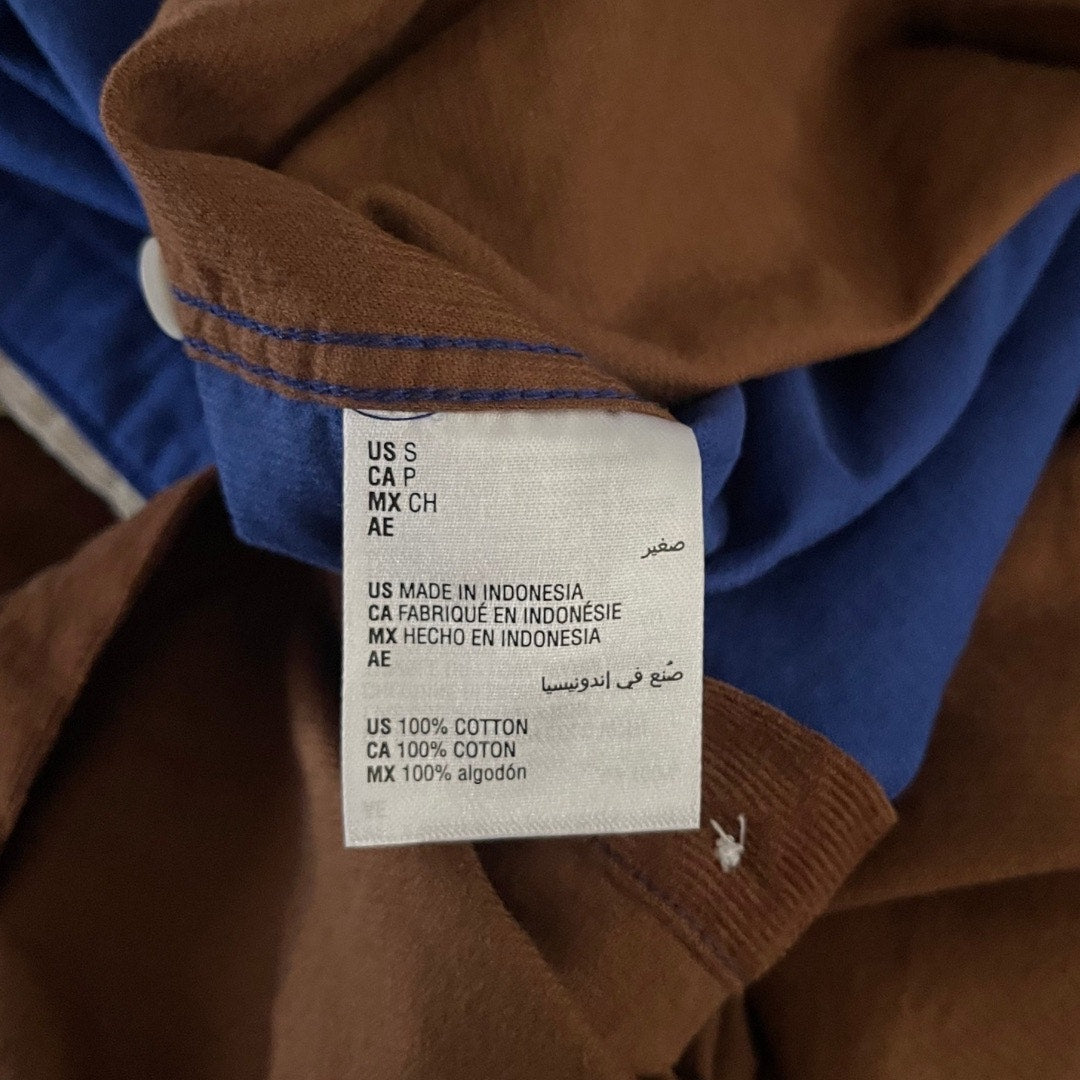 US S
CA P
MX CH
AE
صغير
US MADE IN INDONESIA
CA FABRIQUÉ EN INDONÉSIE
MX HECHO EN INDONESIA
AE
صُنع في إندونيسيا
US 100% COTTON
CA 100% COTON
MX 100% algodón